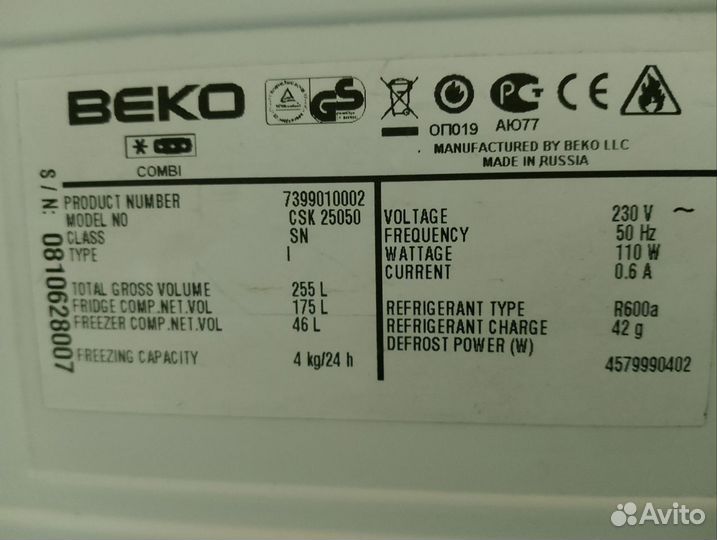 BEKO
GS
ОП019
АЮ77
COMBI
MANUFACTURED BY BEKO LLC
MADE IN RUSSIA
S / N: 0810628007
PRODUCT NUMBER 7399010002
MODEL NO CSK 25050
CLASS SN
TYPE I
TOTAL GROSS VOLUME 255 L
FRIDGE COMP.NET.VOL 175 L
FREEZER COMP.NET.VOL 46 L
FREEZING CAPACITY 4 kg/24 h
VOLTAGE 230 V ~
FREQUENCY 50 Hz
WATTAGE 110 W
CURRENT 0.6 A
REFRIGERANT TYPE R600a
REFRIGERANT CHARGE 42 g
DEFROST POWER (W)
4579990402
Avito